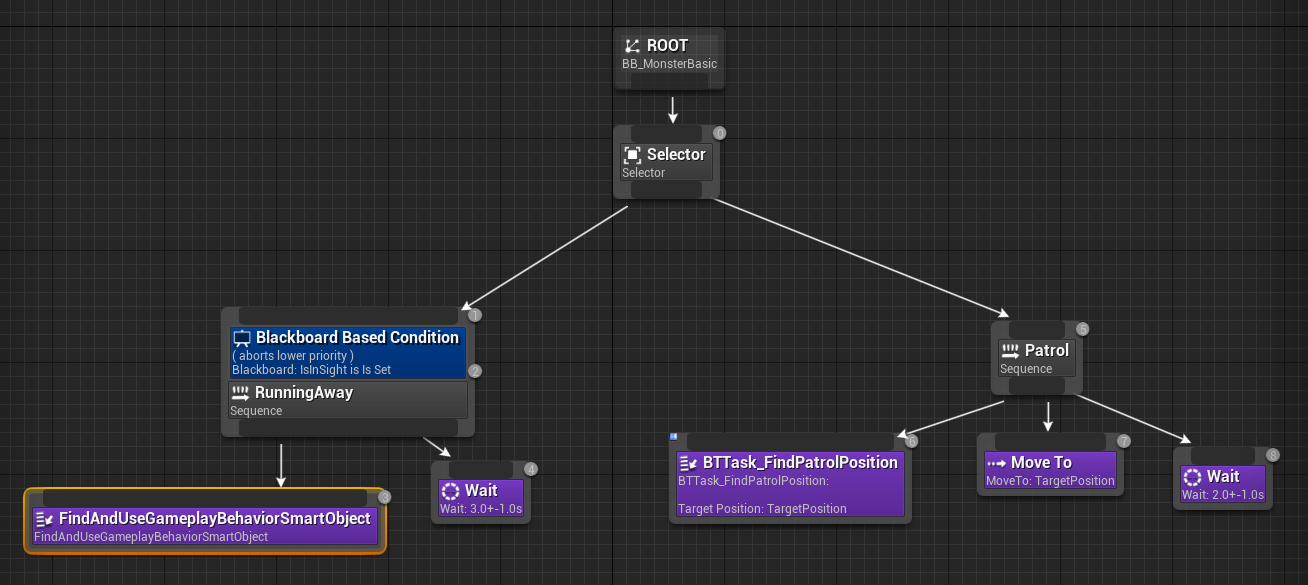 ROOT
BB_MonsterBasic
0
Selector
Selector
1
Blackboard Based Condition
( aborts lower priority )
Blackboard: IsInSight is Is Set
2
RunningAway
Sequence
5
Patrol
Sequence
3
FindAndUseGameplayBehaviorSmartObject
FindAndUseGameplayBehaviorSmartObject
4
Wait
Wait: 3.0+-1.0s
6
BTTask_FindPatrolPosition
BTTask_FindPatrolPosition:
Target Position: TargetPosition
7
Move To
MoveTo: TargetPosition
8
Wait
Wait: 2.0+-1.0s